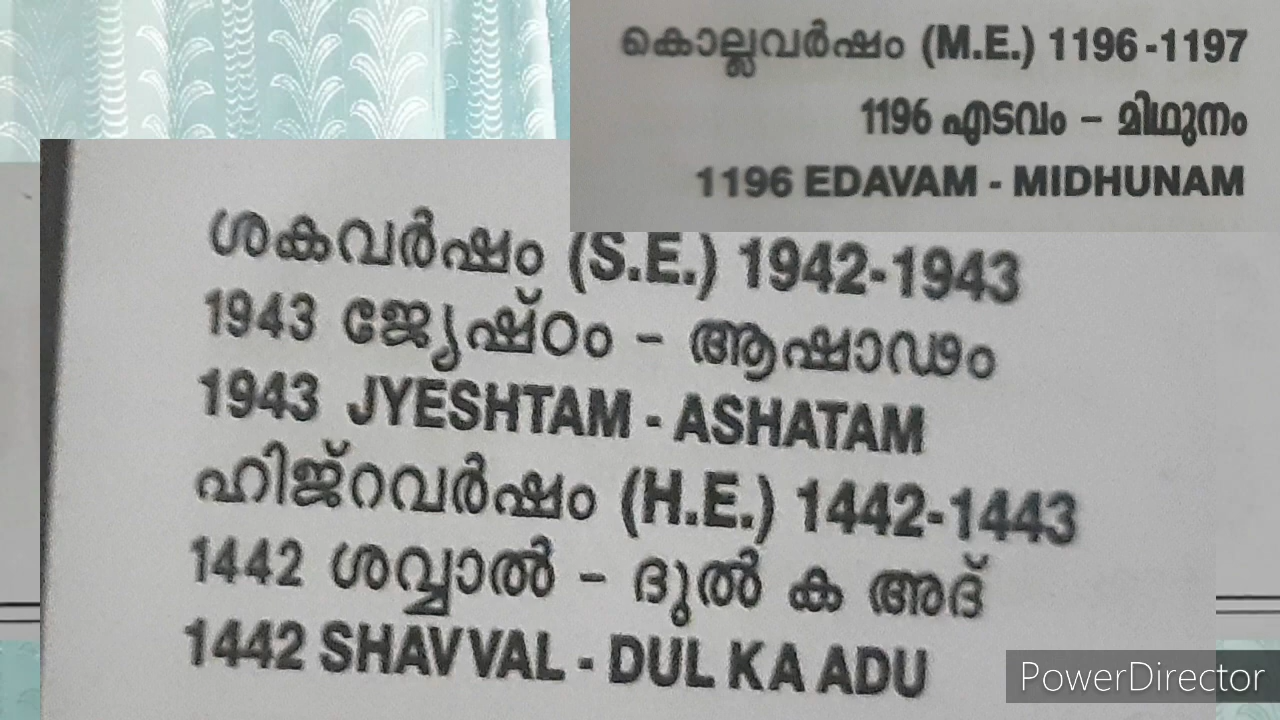 കൊല്ലവർഷം (M.E.) 1196-1197
1196 എടവം – മിഥുനം
1196 EDAVAM - MIDHUNAM
ശകവർഷം (S.E.) 1942-1943
1943 ജ്യേഷ്ഠം – ആഷാഢം
1943 JYESHTAM - ASHATAM
ഹിജ്റവർഷം (H.E.) 1442-1443
1442 ശവ്വാൽ – ദുൽ ക അദ്
1442 SHAVVAL - DUL KA ADU
PowerDirector